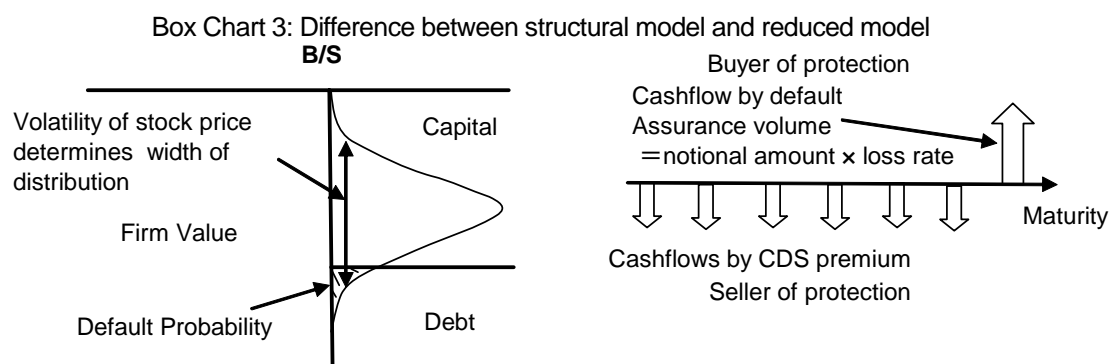 Box Chart 3: Difference between structural model and reduced model
B/S
Volatility of stock price
determines width of
distribution
Capital
Firm Value
Default Probability
Debt
Buyer of protection
Cashflow by default
Assurance volume
＝notional amount × loss rate
Maturity
Cashflows by CDS premium
Seller of protection